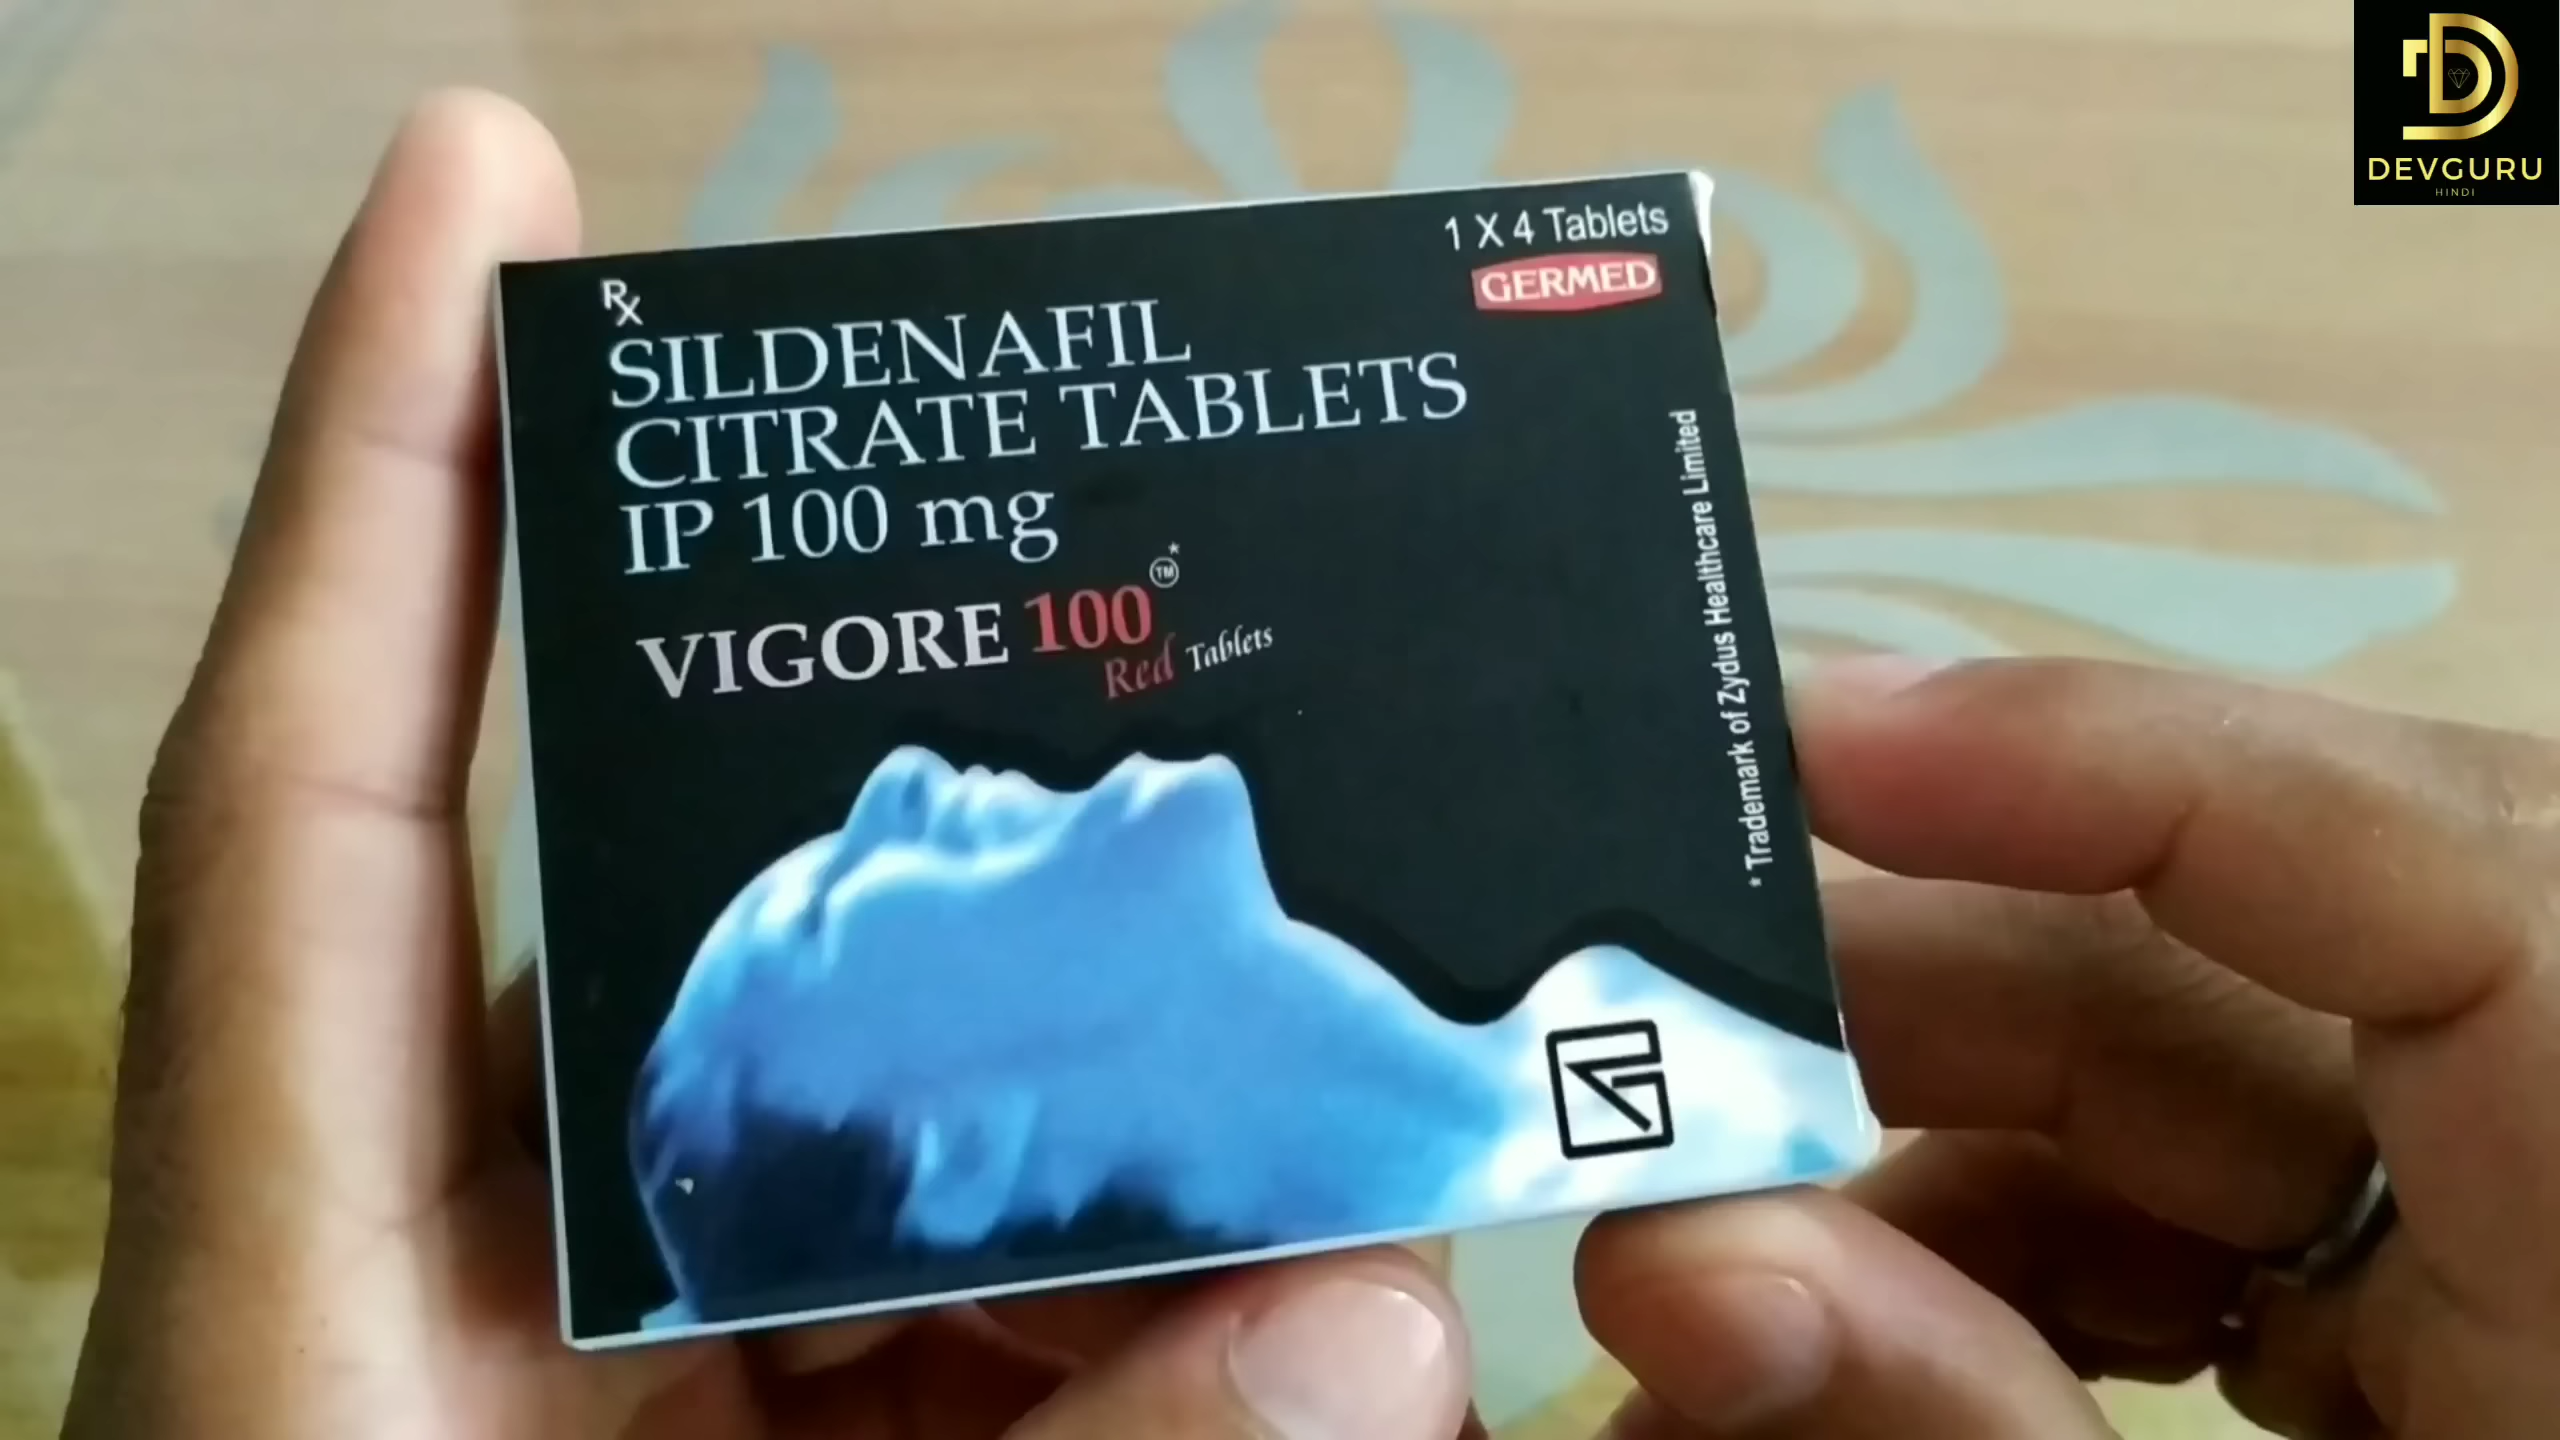 DEVGURU
HINDI
1 X 4 Tablets
GERMED
Rx
SILDENAFIL
CITRATE TABLETS
IP 100 mg
VIGORE 100 TM*
Red Tablets
* Trademark of Zydus Healthcare Limited